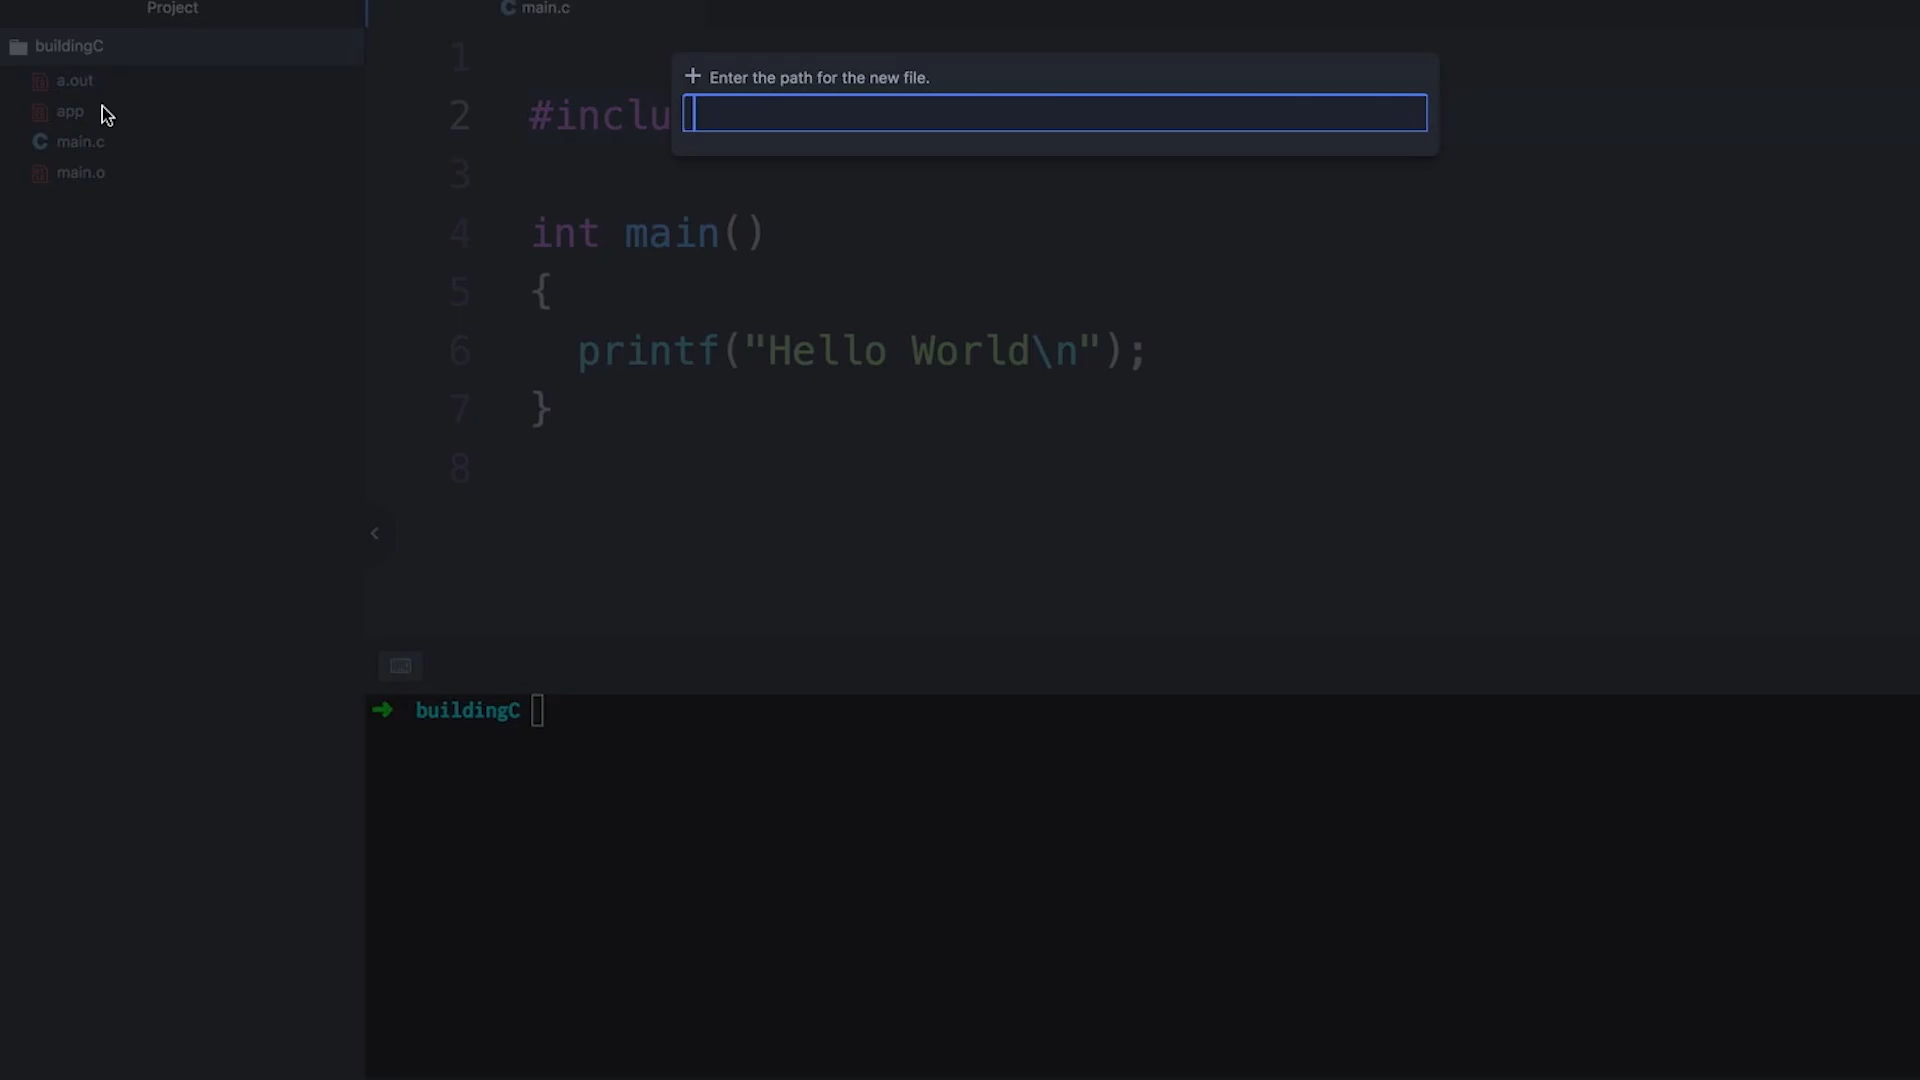 Project
main.c
buildingC
a.out
app
main.c
main.o
Enter the path for the new file.
1
2 #inclu
3
4 int main()
5 {
6 printf("Hello World\n");
7 }
8
➜ buildingC